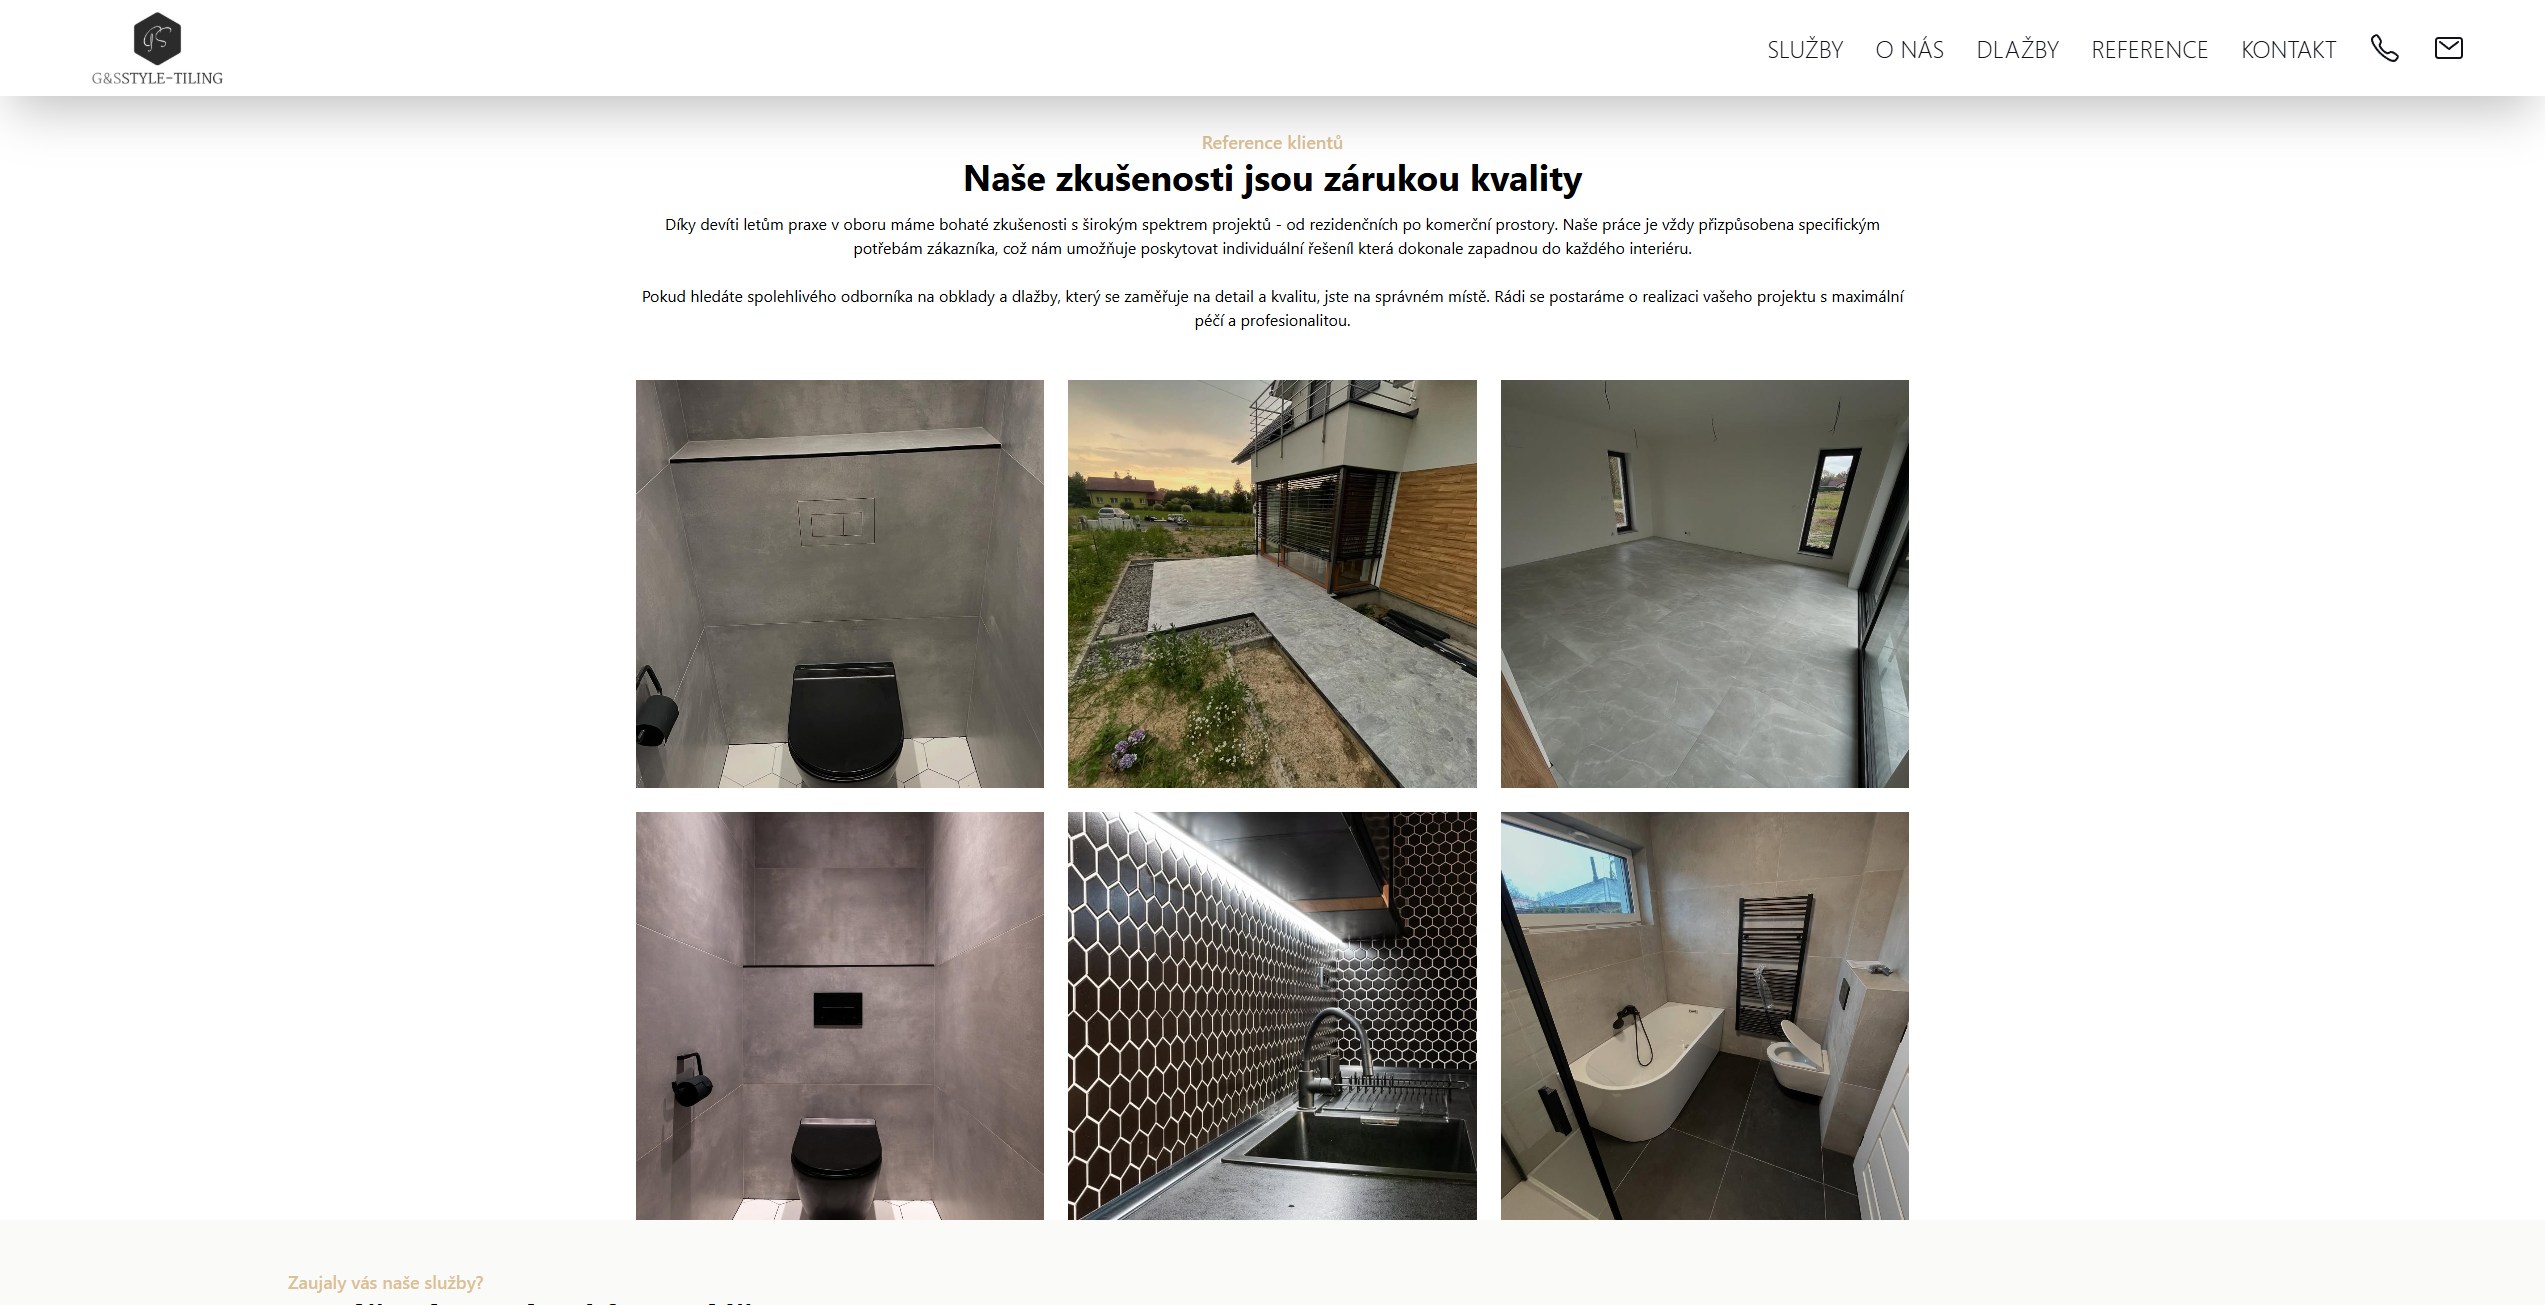 G&SSTYLE-TILING
SLUŽBY O NÁS DLAŽBY REFERENCE KONTAKT
Reference klientů
Naše zkušenosti jsou zárukou kvality
Díky devíti letům praxe v oboru máme bohaté zkušenosti s širokým spektrem projektů - od rezidenčních po komerční prostory. Naše práce je vždy přizpůsobena specifickým
potřebám zákazníka, což nám umožňuje poskytovat individuální řešeníl která dokonale zapadnou do každého interiéru.
Pokud hledáte spolehlivého odborníka na obklady a dlažby, který se zaměřuje na detail a kvalitu, jste na správném místě. Rádi se postaráme o realizaci vašeho projektu s maximální
péčí a profesionalitou.
Zaujaly vás naše služby?